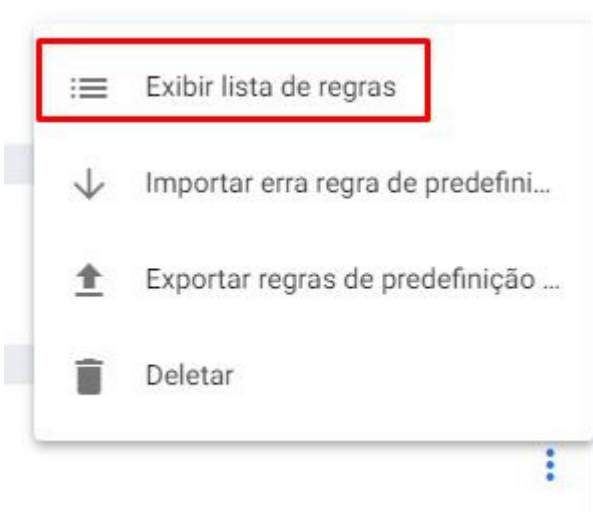 Exibir lista de regras
Importar erra regra de predefini...
Exportar regras de predefinição ...
Deletar